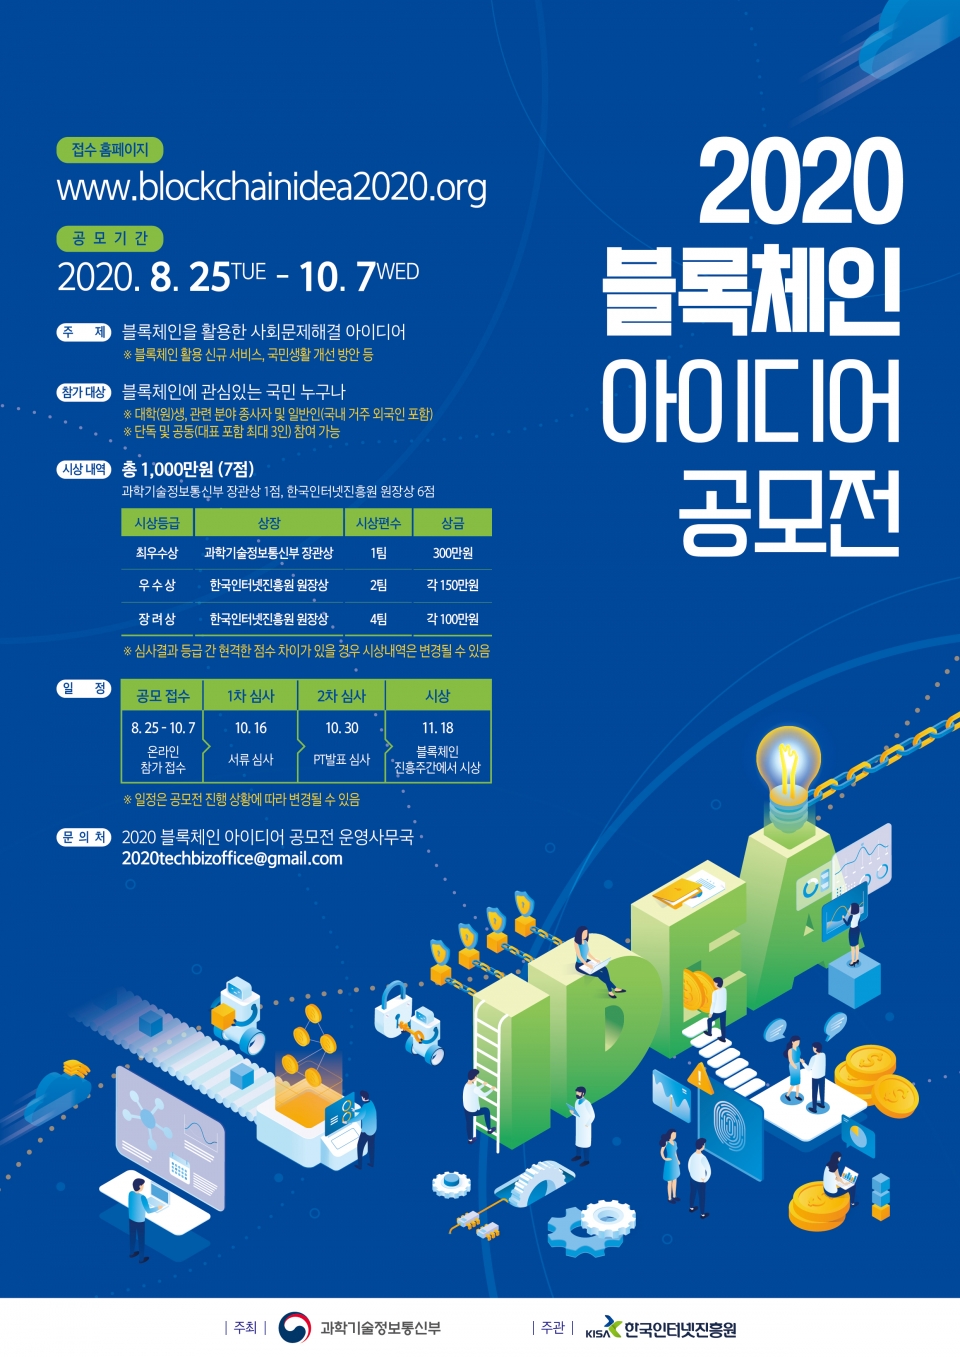 2020
블록체인
아이디어
공모전
접수 홈페이지
www.blockchainidea2020.org
공 모 기 간
2020. 8. 25TUE - 10. 7WED
주 제 블록체인을 활용한 사회문제해결 아이디어
※ 블록체인 활용 신규 서비스, 국민생활 개선 방안 등
참가 대상 블록체인에 관심있는 국민 누구나
※ 대학(원)생, 관련 분야 종사자 및 일반인(국내 거주 외국인 포함)
※ 단독 및 공동(대표 포함 최대 3인) 참여 가능
시상 내역 총 1,000만원 (7점)
과학기술정보통신부 장관상 1점, 한국인터넷진흥원 원장상 6점
시상등급 상장 시상편수 상금
최우수상 과학기술정보통신부 장관상 1팀 300만원
우 수 상 한국인터넷진흥원 원장상 2팀 각 150만원
장 려 상 한국인터넷진흥원 원장상 4팀 각 100만원
※ 심사결과 등급 간 현격한 점수 차이가 있을 경우 시상내역은 변경될 수 있음
일 정 공모 접수 1차 심사 2차 심사 시상
8. 25 - 10. 7 10. 16 10. 30 11. 18
온라인
참가 접수
서류 심사
PT발표 심사
블록체인
진흥주간에서 시상
※ 일정은 공모전 진행 상황에 따라 변경될 수 있음
문 의 처 2020 블록체인 아이디어 공모전 운영사무국
2020techbizoffice@gmail.com
IDEA
| 주최 | 과학기술정보통신부 | 주관 | KISA 한국인터넷진흥원